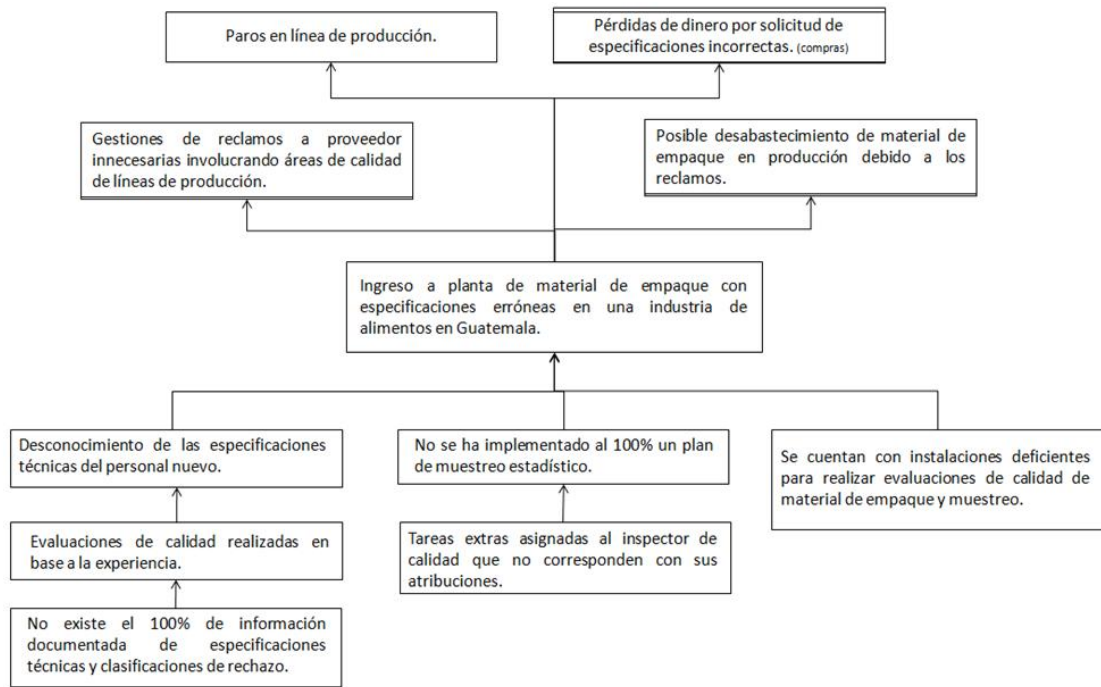 Paros en línea de producción.
Pérdidas de dinero por solicitud de
especificaciones incorrectas. (compras)
Gestiones de reclamos a proveedor
innecesarias involucrando áreas de calidad
de líneas de producción.
Posible desabastecimiento de material de
empaque en producción debido a los
reclamos.
Ingreso a planta de material de empaque con
especificaciones erróneas en una industria de
alimentos en Guatemala.
Desconocimiento de las especificaciones
técnicas del personal nuevo.
No se ha implementado al 100% un plan
de muestreo estadístico.
Se cuentan con instalaciones deficientes
para realizar evaluaciones de calidad de
material de empaque y muestreo.
Evaluaciones de calidad realizadas en
base a la experiencia.
Tareas extras asignadas al inspector de
calidad que no corresponden con sus
atribuciones.
No existe el 100% de información
documentada de especificaciones
técnicas y clasificaciones de rechazo.